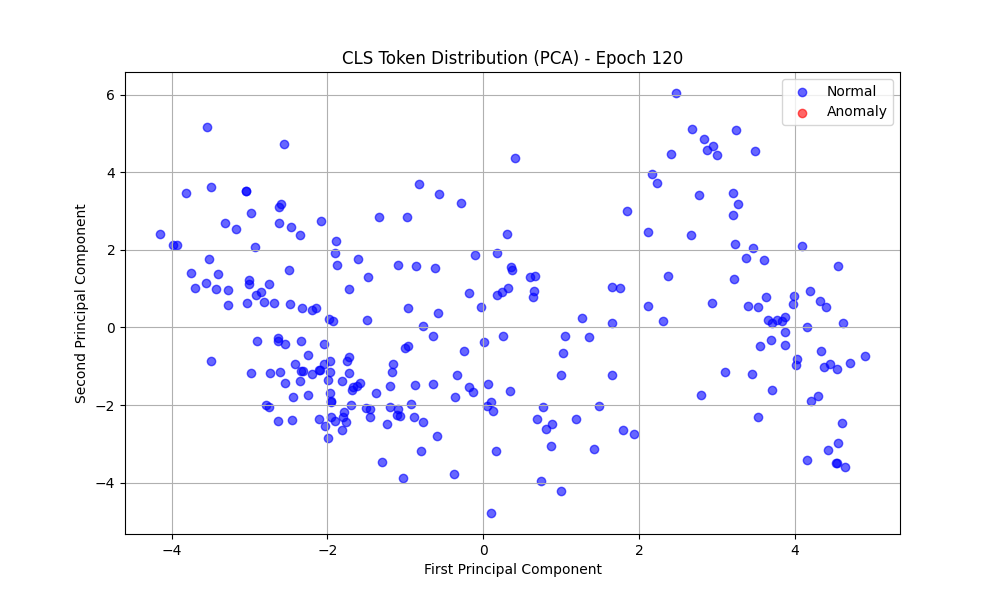 CLS Token Distribution (PCA) - Epoch 120
Normal
Anomaly
Second Principal Component
6
4
2
0
−2
−4
−4
−2
0
2
4
First Principal Component